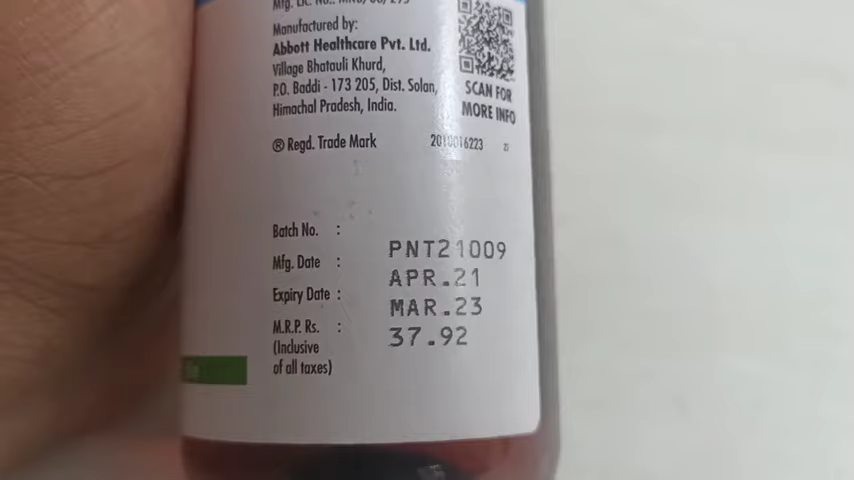 Manufactured by:
Abbott Healthcare Pvt. Ltd.
Village Bhatauli Khurd,
P.O. Baddi - 173 205, Dist. Solan,
Himachal Pradesh, India.
SCAN FOR
MORE INFO
® Regd. Trade Mark
2010016223
Batch No. : PNT21009
Mfg. Date : APR.21
Expiry Date : MAR.23
M.R.P. Rs. : 37.92
(Inclusive
of all taxes)